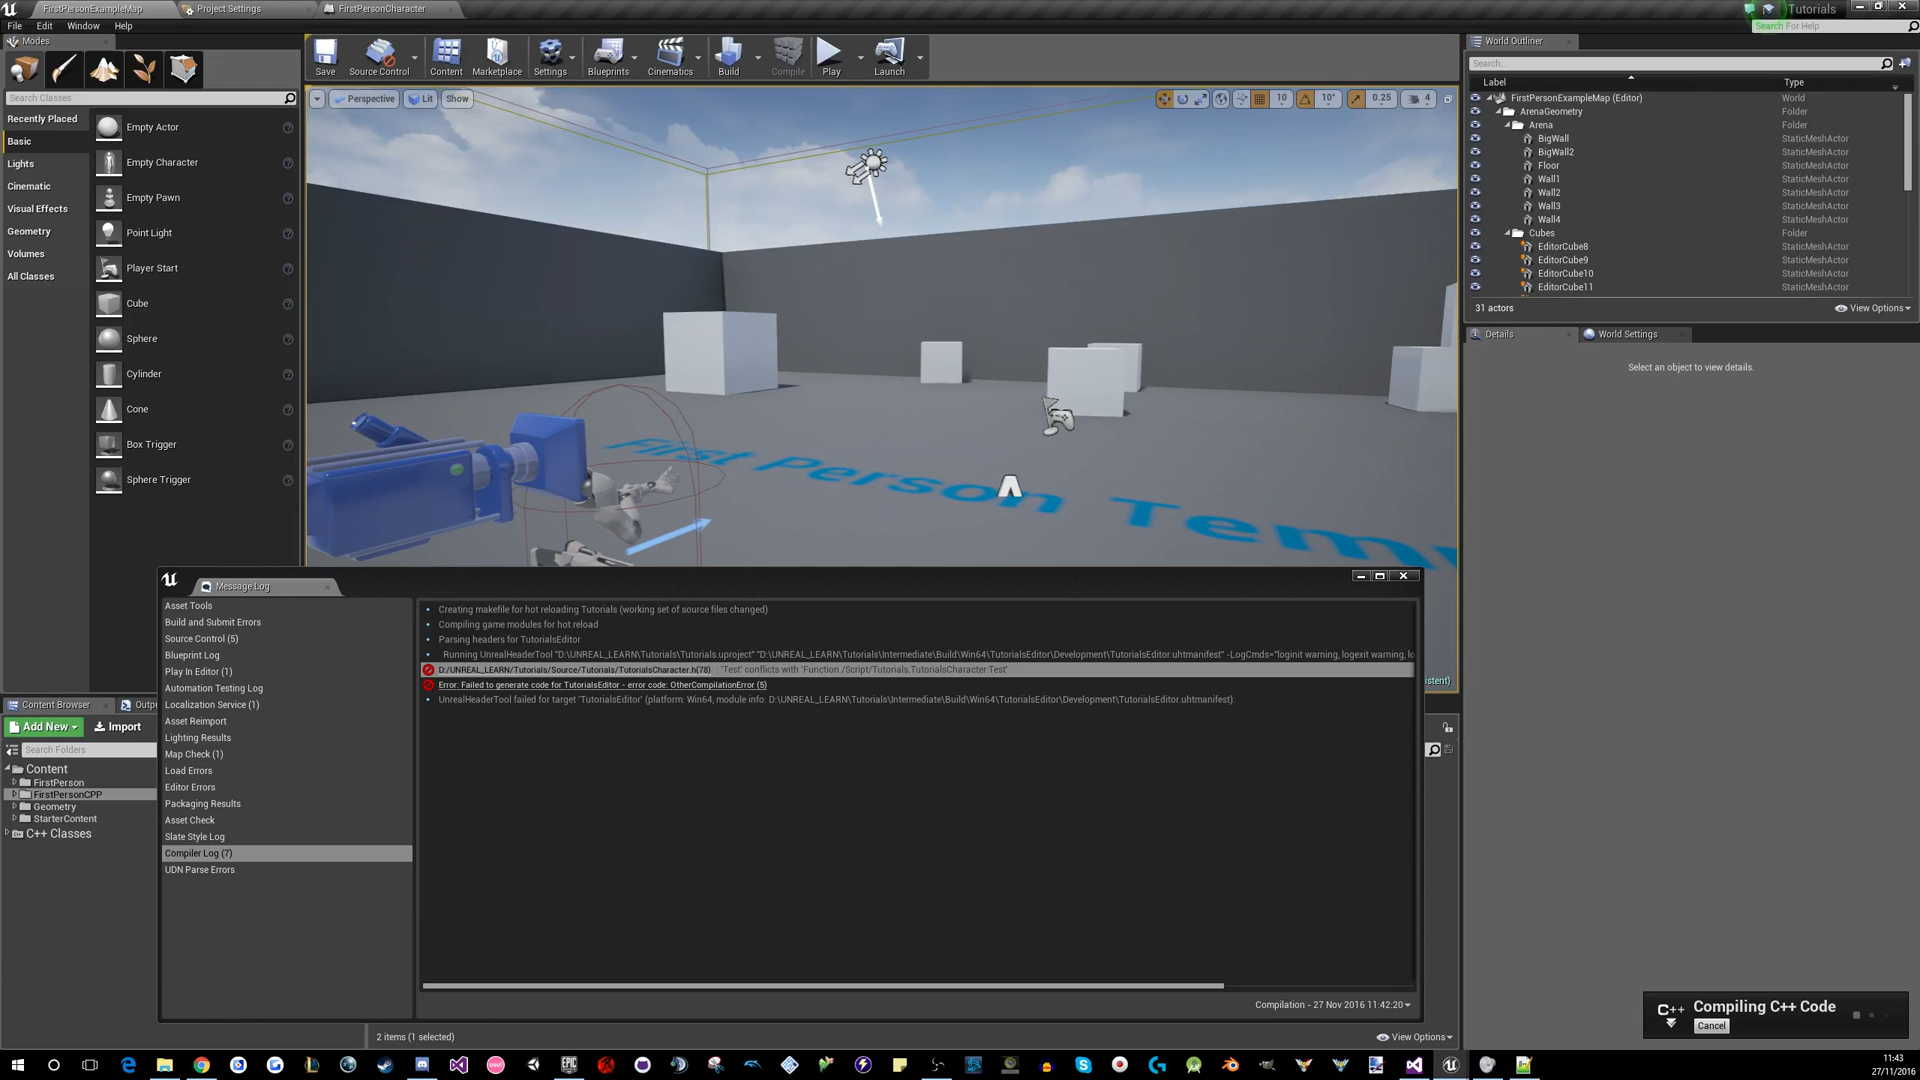 FirstPersonExampleMap
Project Settings
FirstPersonCharacter
Tutorials
File Edit Window Help
Search For Help
Modes
Save
Source Control
Content
Marketplace
Settings
Blueprints
Cinematics
Build
Compile
Play
Launch
Search Classes
Recently Placed
Basic
Lights
Cinematic
Visual Effects
Geometry
Volumes
All Classes
Empty Actor
Empty Character
Empty Pawn
Point Light
Player Start
Cube
Sphere
Cylinder
Cone
Box Trigger
Sphere Trigger
Perspective
Lit
Show
10
10°
0.25
4
First Person Temp
World Outliner
Search...
Label Type
FirstPersonExampleMap (Editor) World
ArenaGeometry Folder
Arena Folder
BigWall StaticMeshActor
BigWall2 StaticMeshActor
Floor StaticMeshActor
Wall1 StaticMeshActor
Wall2 StaticMeshActor
Wall3 StaticMeshActor
Wall4 StaticMeshActor
Cubes Folder
EditorCube8 StaticMeshActor
EditorCube9 StaticMeshActor
EditorCube10 StaticMeshActor
EditorCube11 StaticMeshActor
31 actors
View Options
Details
World Settings
Select an object to view details.
Message Log
Asset Tools
Build and Submit Errors
Source Control (5)
Blueprint Log
Play In Editor (1)
Automation Testing Log
Localization Service (1)
Asset Reimport
Lighting Results
Map Check (1)
Load Errors
Editor Errors
Packaging Results
Asset Check
Slate Style Log
Compiler Log (7)
UDN Parse Errors
Creating makefile for hot reloading Tutorials (working set of source files changed)
Compiling game modules for hot reload
Parsing headers for TutorialsEditor
Running UnrealHeaderTool "D:\UNREAL_LEARN\Tutorials\Tutorials.uproject" "D:\UNREAL_LEARN\Tutorials\Intermediate\Build\Win64\TutorialsEditor\Development\TutorialsEditor.uhtmanifest" -LogCmds="loginit warning, logexit warning, lo
D:/UNREAL_LEARN/Tutorials/Source/Tutorials/TutorialsCharacter.h(78) : 'Test' conflicts with 'Function /Script/Tutorials.TutorialsCharacter:Test'
Error: Failed to generate code for TutorialsEditor - error code: OtherCompilationError (5)
UnrealHeaderTool failed for target 'TutorialsEditor' (platform: Win64, module info: D:\UNREAL_LEARN\Tutorials\Intermediate\Build\Win64\TutorialsEditor\Development\TutorialsEditor.uhtmanifest).
Compilation - 27 Nov 2016 11:42:20
istent)
Content Browser
Outpu
Add New
Import
Search Folders
Content
FirstPerson
FirstPersonCPP
Geometry
StarterContent
C++ Classes
2 items (1 selected)
View Options
C++
Compiling C++ Code
Cancel
EPIC
osu!
11:43
27/11/2016